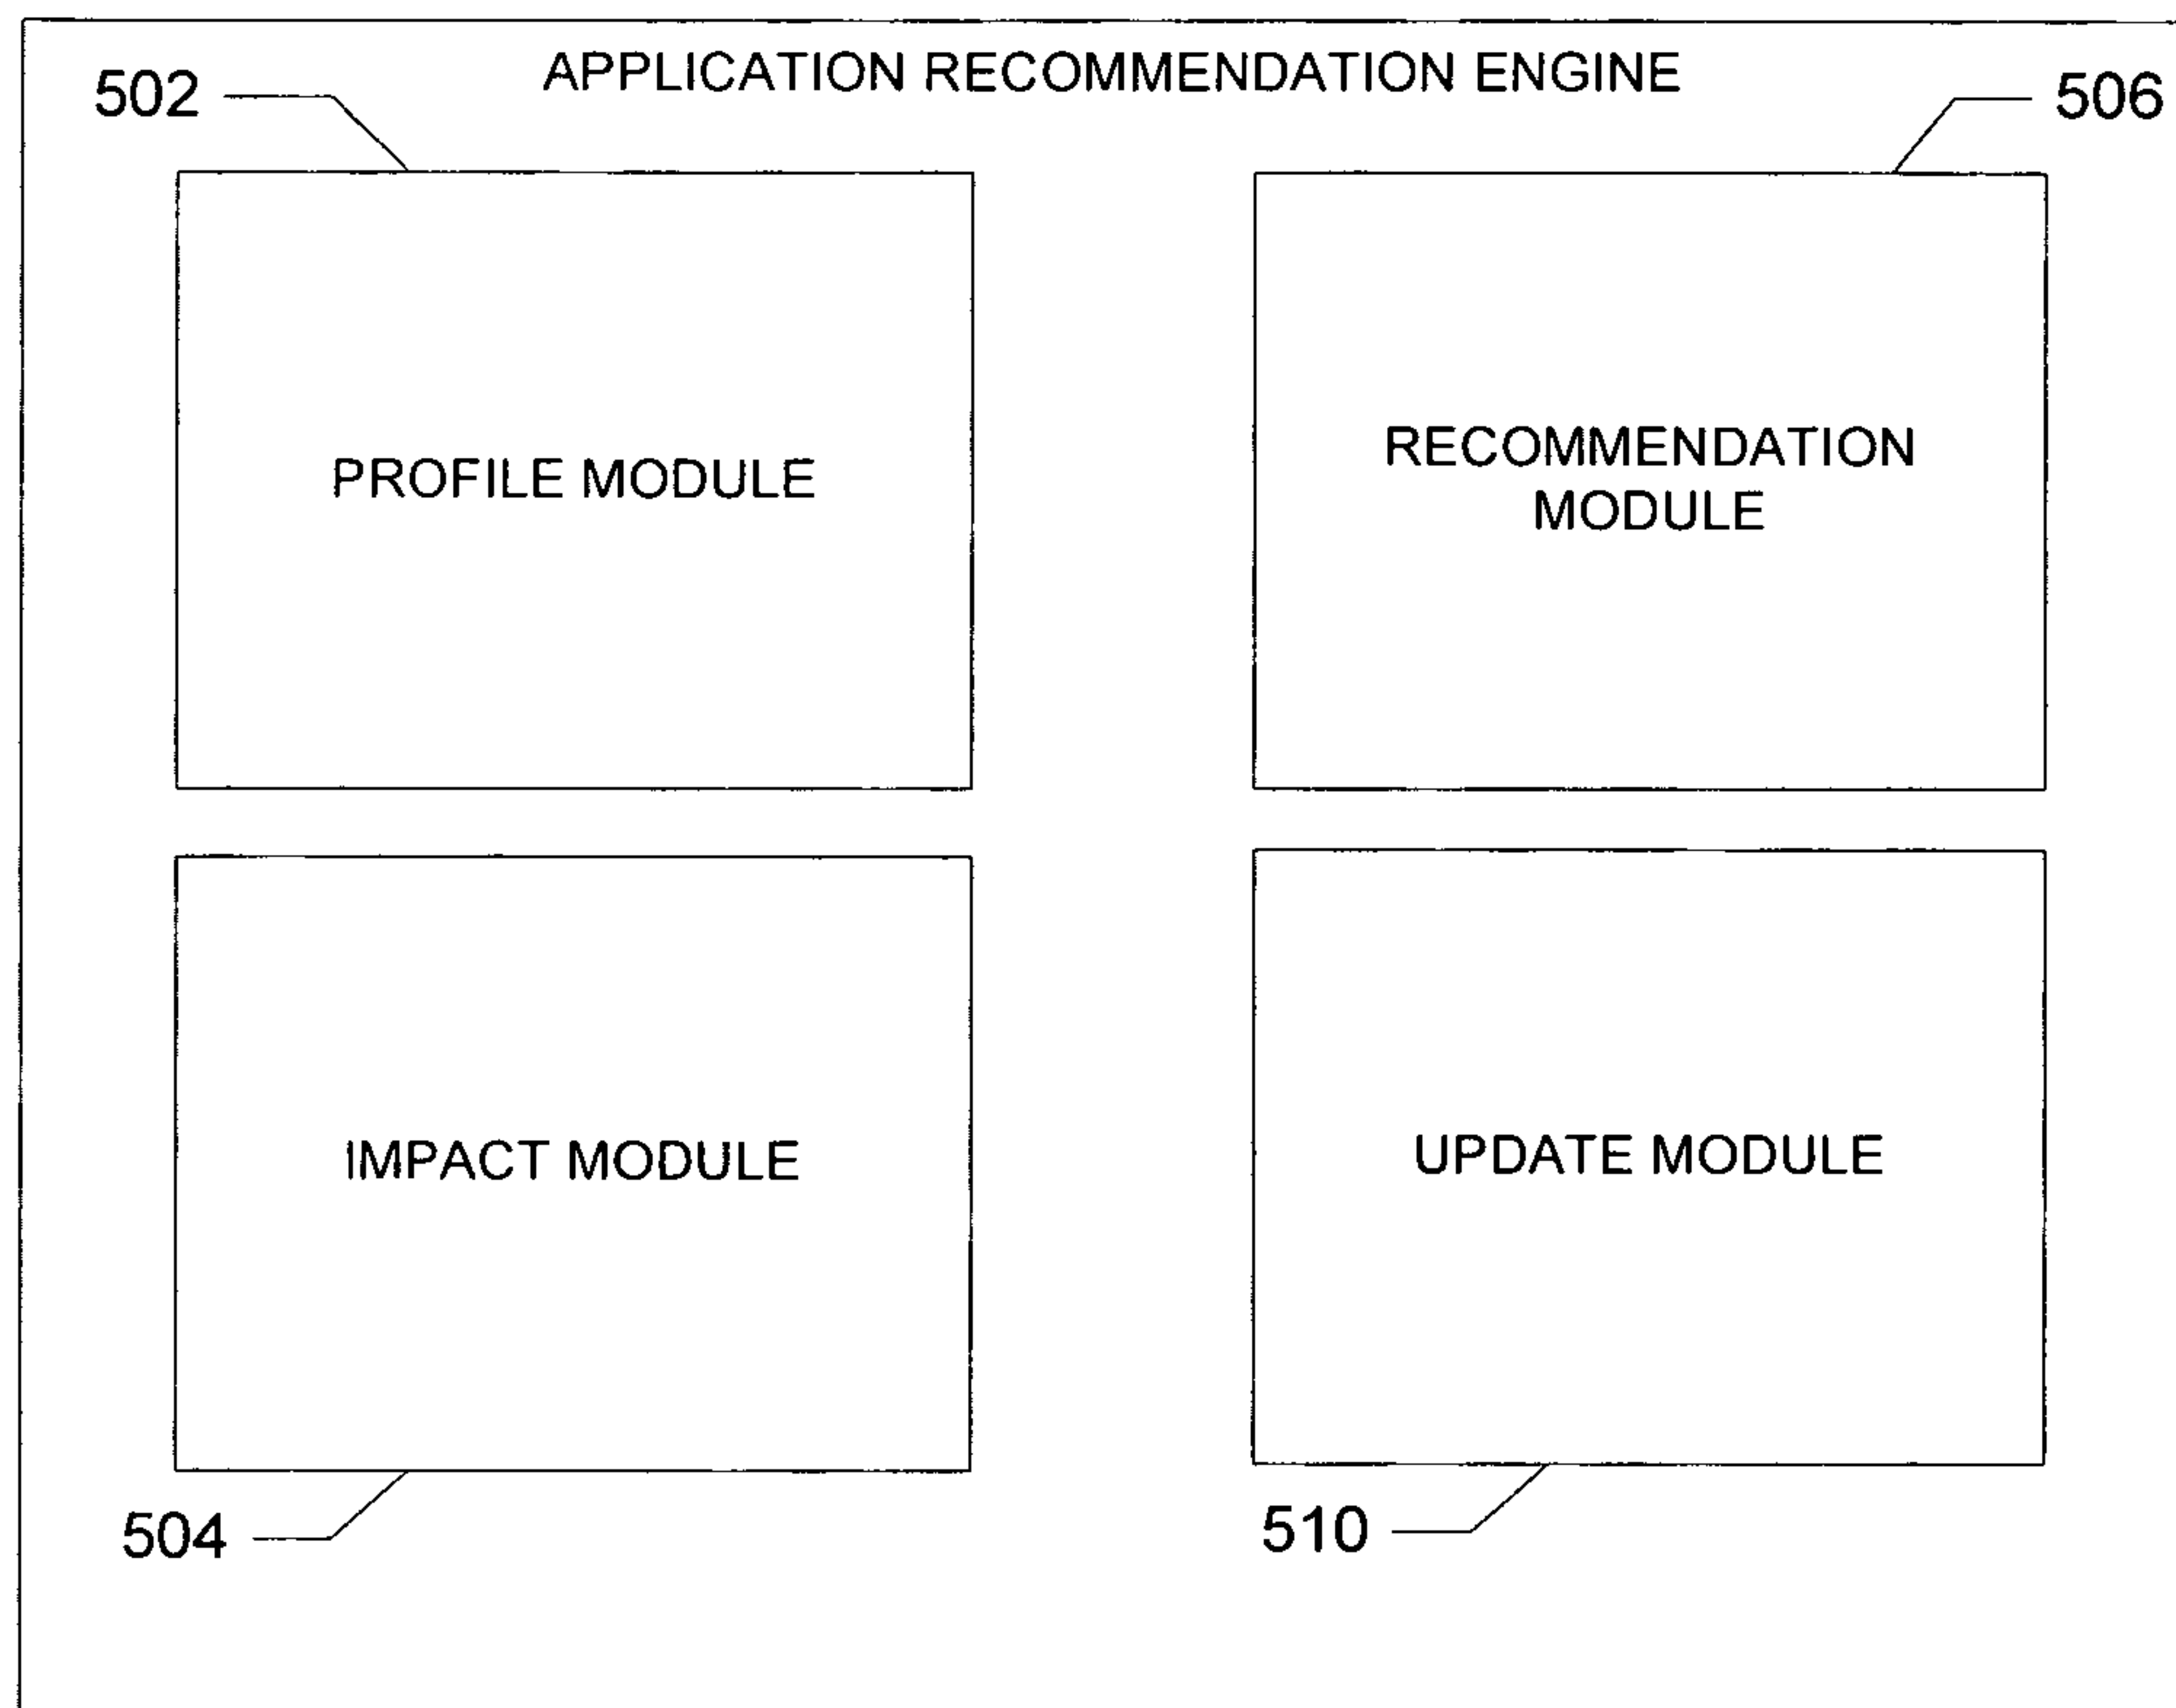 APPLICATION RECOMMENDATION ENGINE
502
506
PROFILE MODULE
RECOMMENDATION
MODULE
IMPACT MODULE
UPDATE MODULE
504
510